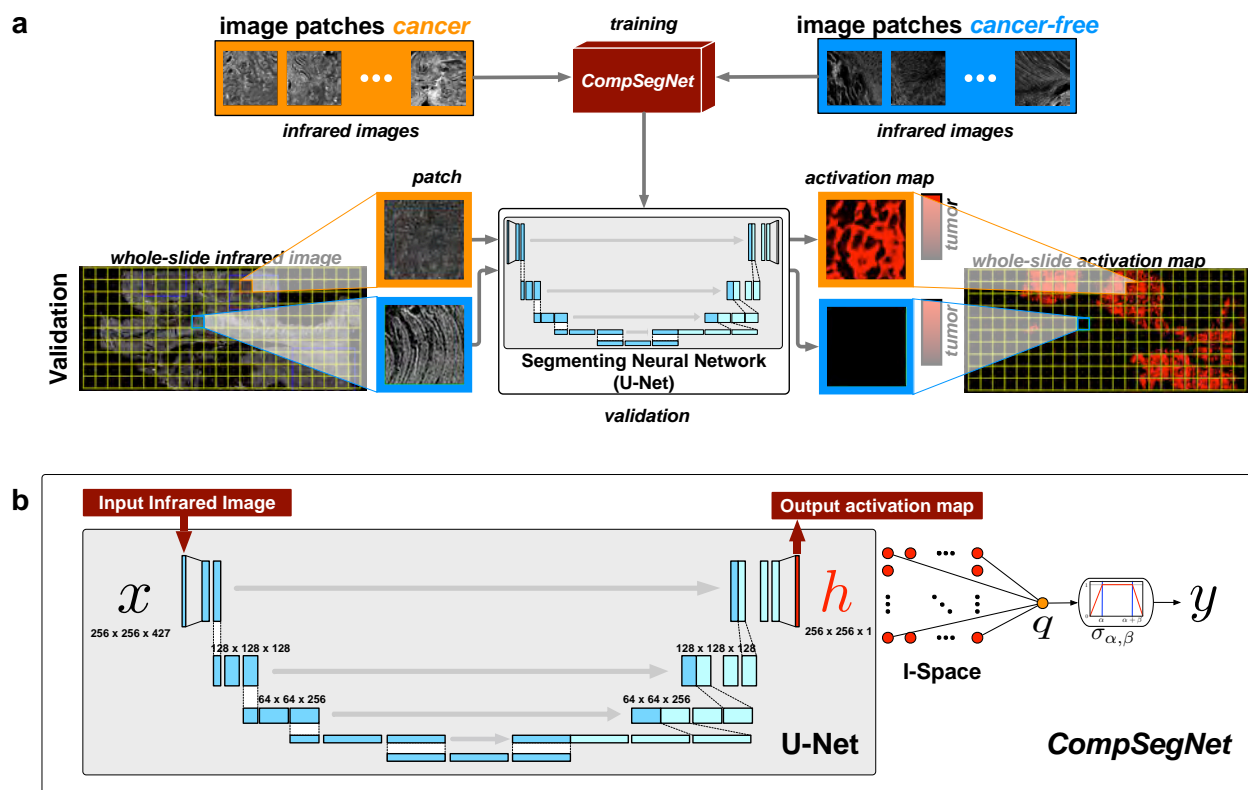 a
image patches cancer
training
image patches cancer-free
CompSegNet
infrared images
infrared images
patch
activation map
tumor
whole-slide infrared image
whole-slide activation map
Validation
tumor
Segmenting Neural Network
(U-Net)
validation
b
Input Infrared Image
Output activation map
x
256 x 256 x 427
h
256 x 256 x 1
128 x 128 x 128
128 x 128 x 128
64 x 64 x 256
64 x 64 x 256
1
0
α
α + β
q
σα,β
y
I-Space
U-Net
CompSegNet